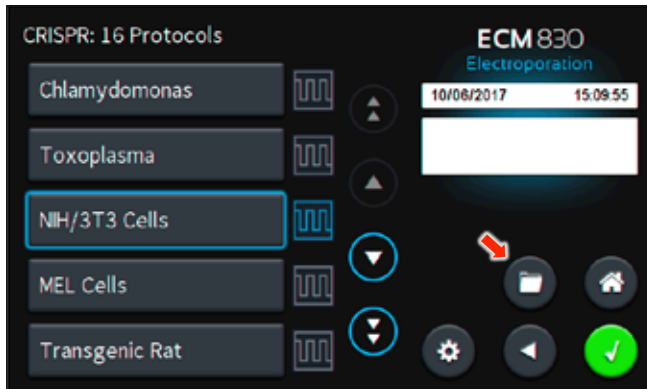 CRISPR: 16 Protocols
Chlamydomonas
Toxoplasma
NIH/3T3 Cells
MEL Cells
Transgenic Rat
ECM 830
Electroporation
10/06/2017 15:09:55